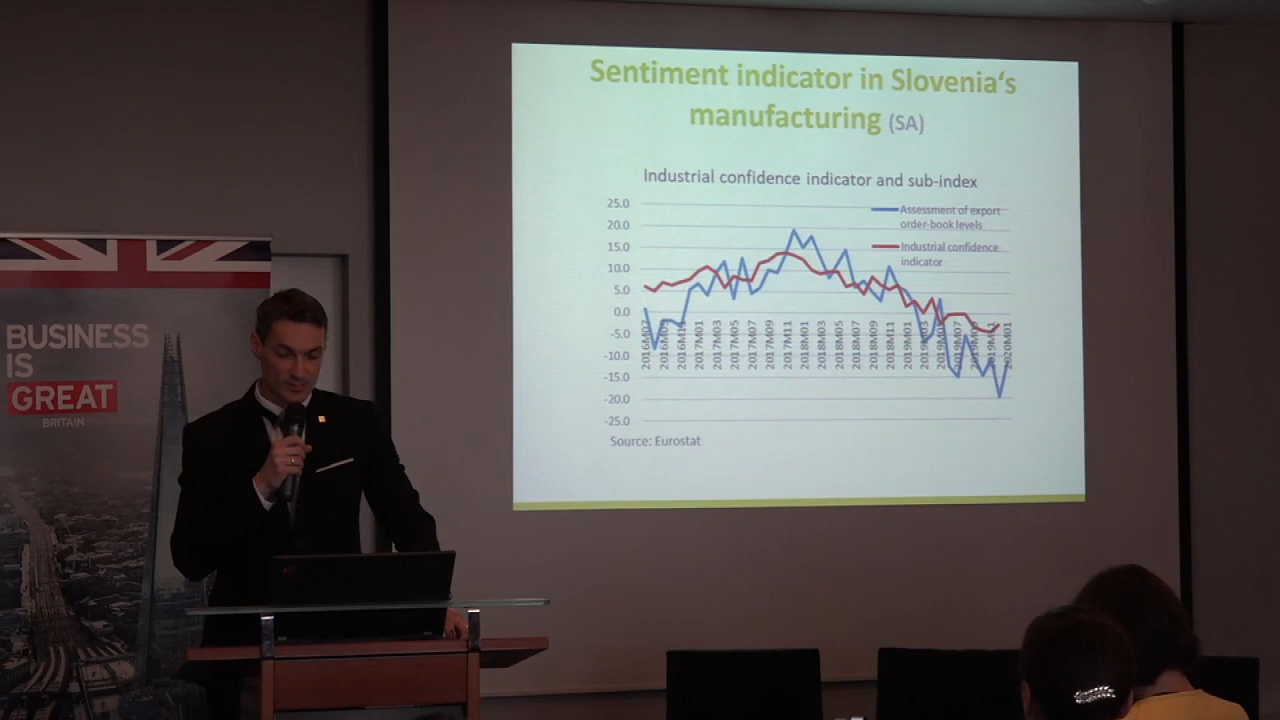 Sentiment indicator in Slovenia‘s
manufacturing (SA)
Industrial confidence indicator and sub-index
25.0
20.0
15.0
10.0
5.0
0.0
-5.0
-10.0
-15.0
-20.0
-25.0
Assessment of export
order-book levels
Industrial confidence
indicator
2016M07
2017M01
2017M03
2017M05
2017M07
2017M09
2017M11
2018M01
2018M03
2018M05
2018M07
2018M09
2018M11
2019M01
2019M07
2020M01
Source: Eurostat
BUSINESS
IS
GREAT
BRITAIN